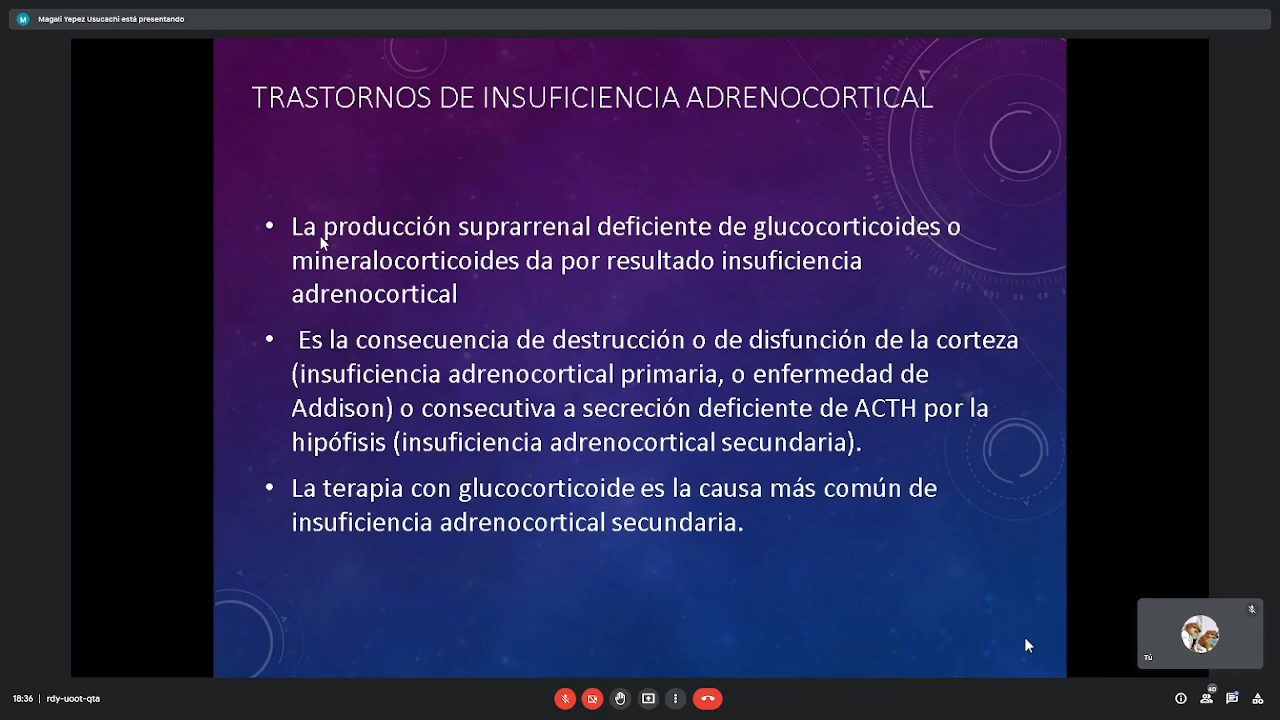 M Magali Yepez Usucachi está presentando
TRASTORNOS DE INSUFICIENCIA ADRENOCORTICAL
• La producción suprarrenal deficiente de glucocorticoides o
mineralocorticoides da por resultado insuficiencia
adrenocortical
• Es la consecuencia de destrucción o de disfunción de la corteza
(insuficiencia adrenocortical primaria, o enfermedad de
Addison) o consecutiva a secreción deficiente de ACTH por la
hipófisis (insuficiencia adrenocortical secundaria).
• La terapia con glucocorticoide es la causa más común de
insuficiencia adrenocortical secundaria.
Tú
18:36 | rdy-uoot-qta
40